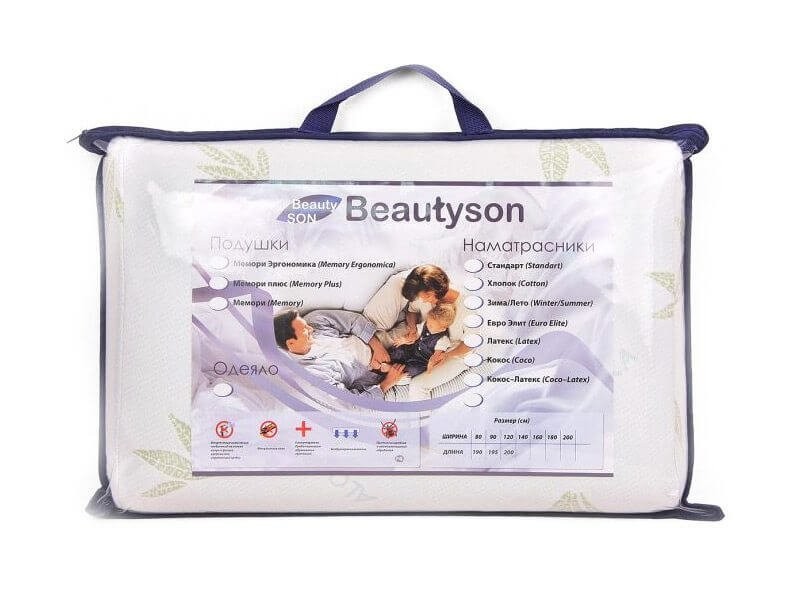 Beauty
SON
Beautyson
Подушки
Мемори Эргономика (Memory Ergonomica)
Мемори плюс (Memory Plus)
Мемори (Memory)
Одеяло
Наматрасники
Стандарт (Standart)
Хлопок (Cotton)
Зима/Лето (Winter/Summer)
Евро Элит (Euro Elite)
Латекс (Latex)
Кокос (Coco)
Кокос-Латекс (Coco-Latex)
Размер (см)
ШИРИНА 80 90 120 140 160 180 200
ДЛИНА 190 195 200